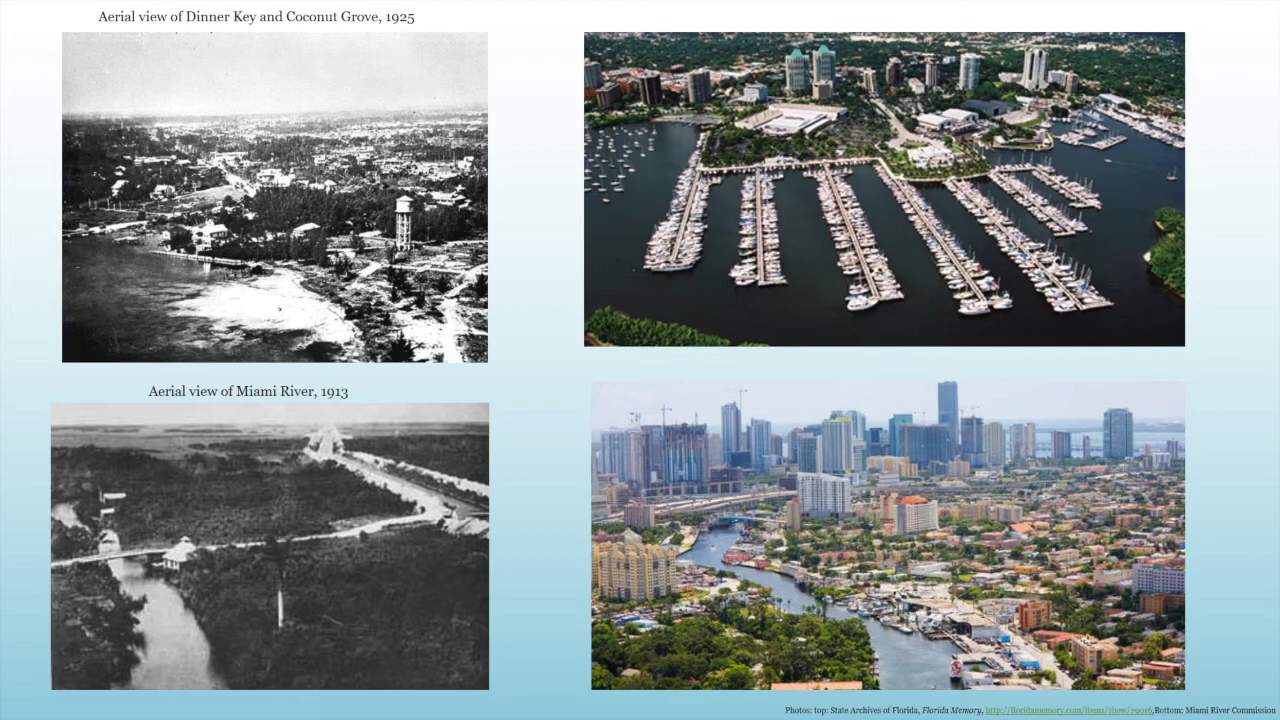 Aerial view of Dinner Key and Coconut Grove, 1925
Aerial view of Miami River, 1913
Photos: top: State Archives of Florida, Florida Memory, http://floridamemory.com/items/show/29016,Bottom: Miami River Commission